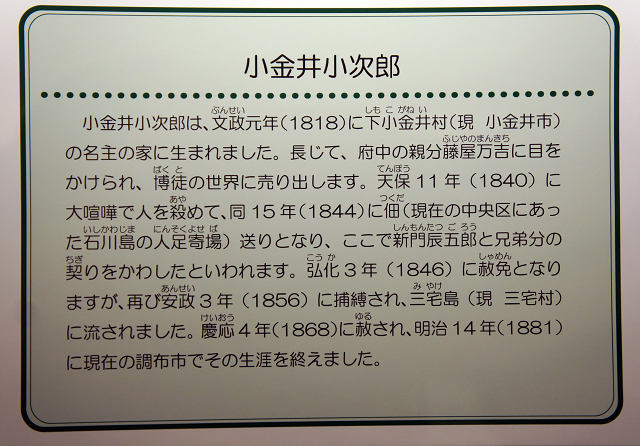 小金井小次郎
小金井小次郎は、文政元年(1818)に下小金井村(現 小金井市)
の名主の家に生まれました。長じて、府中の親分藤屋万吉に目を
かけられ、博徒の世界に売り出します。天保11年(1840)に
大喧嘩で人を殺めて、同15年(1844)に佃(現在の中央区にあっ
た石川島の人足寄場)送りとなり、ここで新門辰五郎と兄弟分の
契りをかわしたといわれます。弘化3年(1846)に赦免となり
ますが、再び安政3年(1856)に捕縛され、三宅島(現 三宅村)
に流されました。慶応4年(1868)に赦され、明治14年(1881)
に現在の調布市でその生涯を終えました。